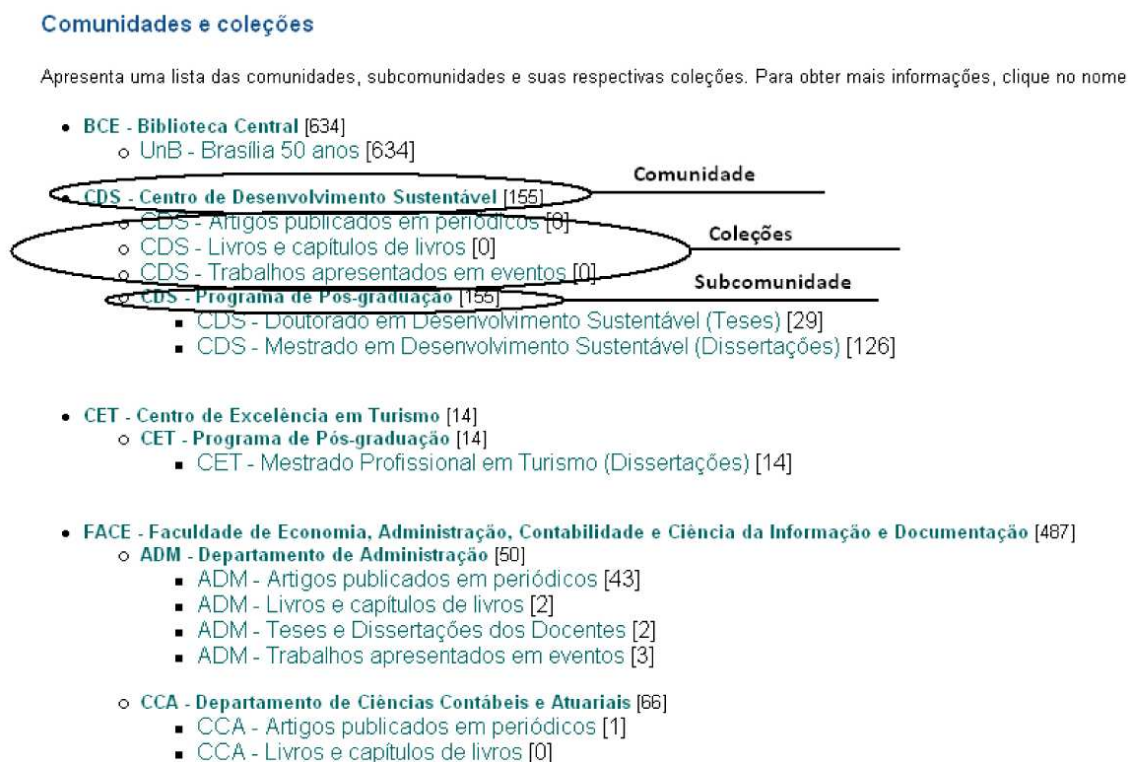 Comunidades e coleções
Apresenta uma lista das comunidades, subcomunidades e suas respectivas coleções. Para obter mais informações, clique no nome
BCE - Biblioteca Central [634]
UnB - Brasília 50 anos [634]
Comunidade
CDS - Centro de Desenvolvimento Sustentável [155]
CDS - Artigos publicados em periódicos [0]
Coleções
CDS - Livros e capítulos de livros [0]
CDS - Trabalhos apresentados em eventos [0]
Subcomunidade
CDS - Programa de Pós-graduação [155]
CDS - Doutorado em Desenvolvimento Sustentável (Teses) [29]
CDS - Mestrado em Desenvolvimento Sustentável (Dissertações) [126]
CET - Centro de Excelência em Turismo [14]
CET - Programa de Pós-graduação [14]
CET - Mestrado Profissional em Turismo (Dissertações) [14]
FACE - Faculdade de Economia, Administração, Contabilidade e Ciência da Informação e Documentação [487]
ADM - Departamento de Administração [50]
ADM - Artigos publicados em periódicos [43]
ADM - Livros e capítulos de livros [2]
ADM - Teses e Dissertações dos Docentes [2]
ADM - Trabalhos apresentados em eventos [3]
CCA - Departamento de Ciências Contábeis e Atuariais [66]
CCA - Artigos publicados em periódicos [1]
CCA - Livros e capítulos de livros [0]